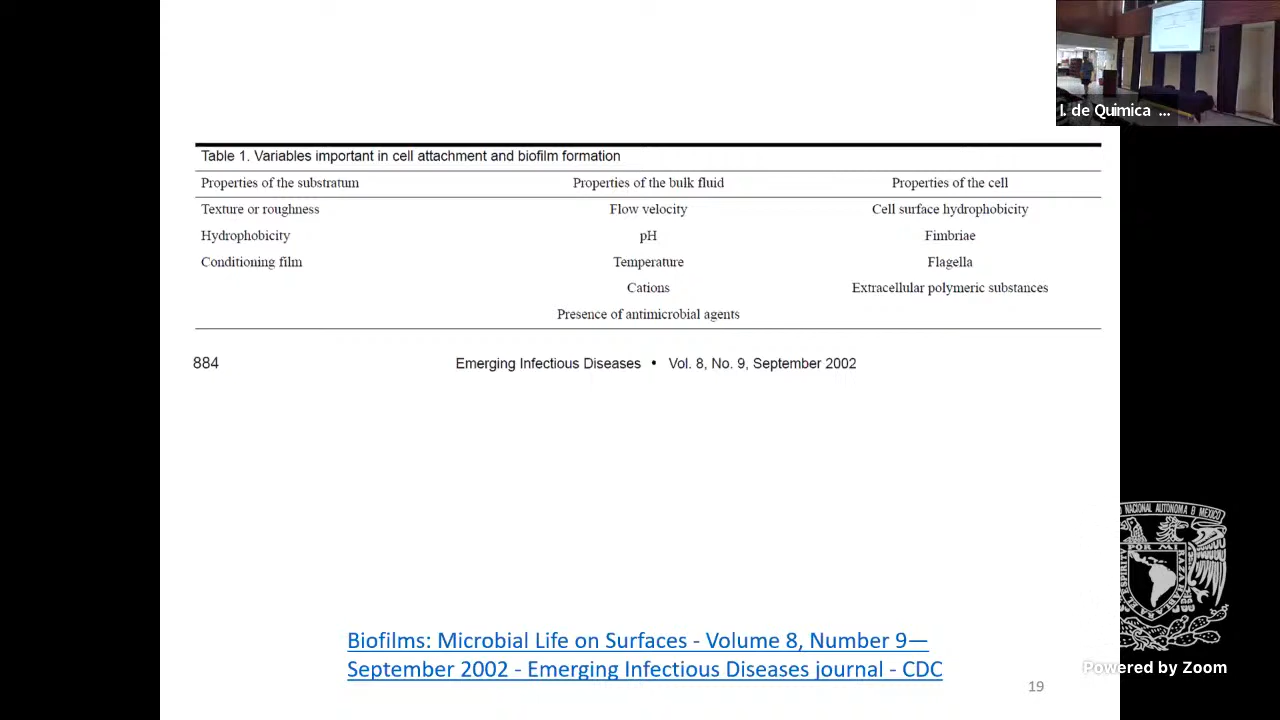 I. de Quimica ...
Table 1. Variables important in cell attachment and biofilm formation
Properties of the substratum Properties of the bulk fluid Properties of the cell
Texture or roughness Flow velocity Cell surface hydrophobicity
Hydrophobicity pH Fimbriae
Conditioning film Temperature Flagella
Cations Extracellular polymeric substances
Presence of antimicrobial agents
884 Emerging Infectious Diseases • Vol. 8, No. 9, September 2002
Biofilms: Microbial Life on Surfaces - Volume 8, Number 9—
September 2002 - Emerging Infectious Diseases journal - CDC
19
NACIONAL AUTONOMA
POR MI
Powered by Zoom